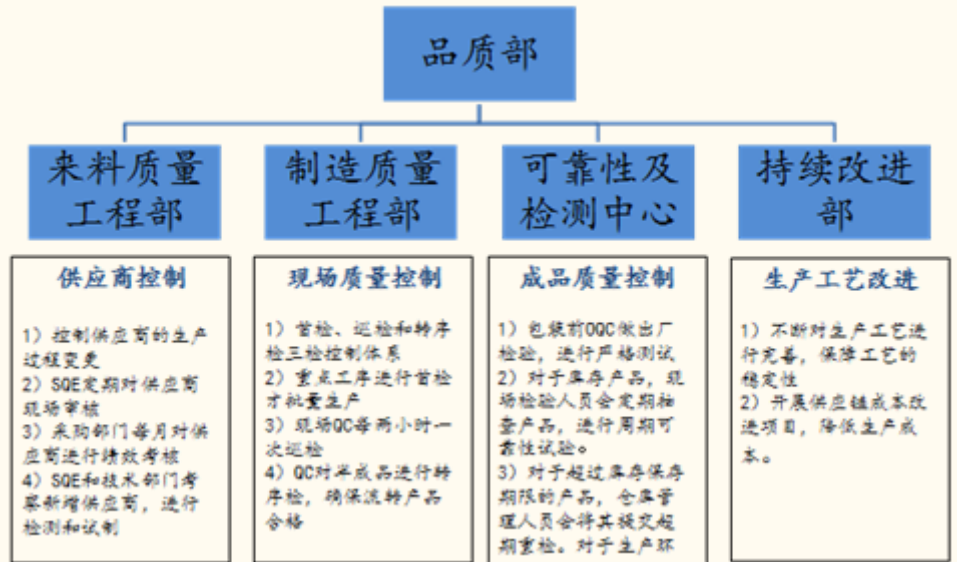 品质部
来料质量
工程部
制造质量
工程部
可靠性及
检测中心
持续改进
部
供应商控制
1）控制供应商的生产
过程变更
2）SQE定期对供应商
现场审核
3）采购部门每月对供
应商进行绩效考核
4）SQE和技术部门考
察新增供应商，进行
检测和试制
现场质量控制
1）首检、巡检和转序
检三检控制体系
2）重点工序进行首检
才批量生产
3）现场QC每两小时一
次巡检
4）QC对半成品进行转
序检，确保流转产品
合格
成品质量控制
1）包装前OQC做出厂
检验，进行严格测试
2）对于库存产品，现
场检验人员会定期抽
查产品，进行周期可
靠性试验。
3）对于超过库存保存
期限的产品，仓库管
理人员会将其提交超
期重检。对于生产环
生产工艺改进
1）不断对生产工艺进
行完善，保障工艺的
稳定性
2）开展供应链成本改
进项目，降低生产成
本。